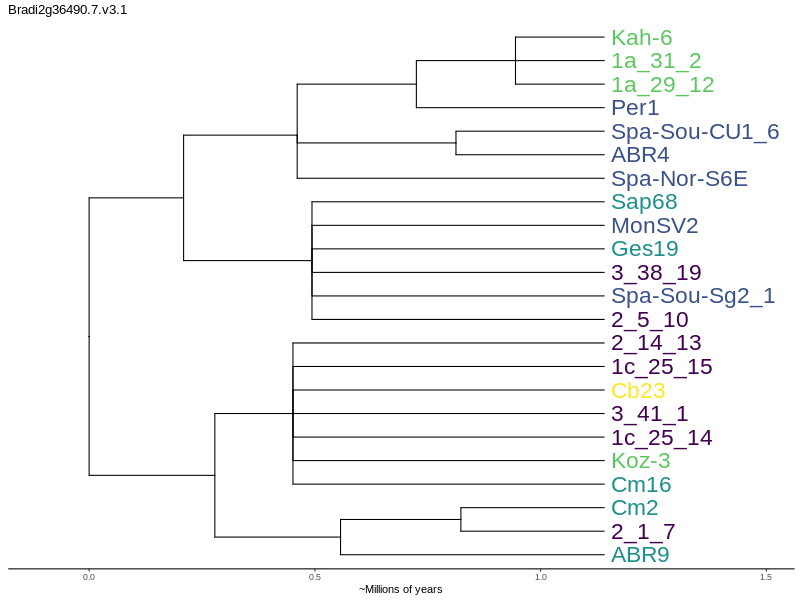 Bradi2g36490.7.v3.1
Kah-6
1a_31_2
1a_29_12
Per1
Spa-Sou-CU1_6
ABR4
Spa-Nor-S6E
Sap68
MonSV2
Ges19
3_38_19
Spa-Sou-Sg2_1
2_5_10
2_14_13
1c_25_15
Cb23
3_41_1
1c_25_14
Koz-3
Cm16
Cm2
2_1_7
ABR9
0.0 0.5 1.0 1.5
~Millions of years